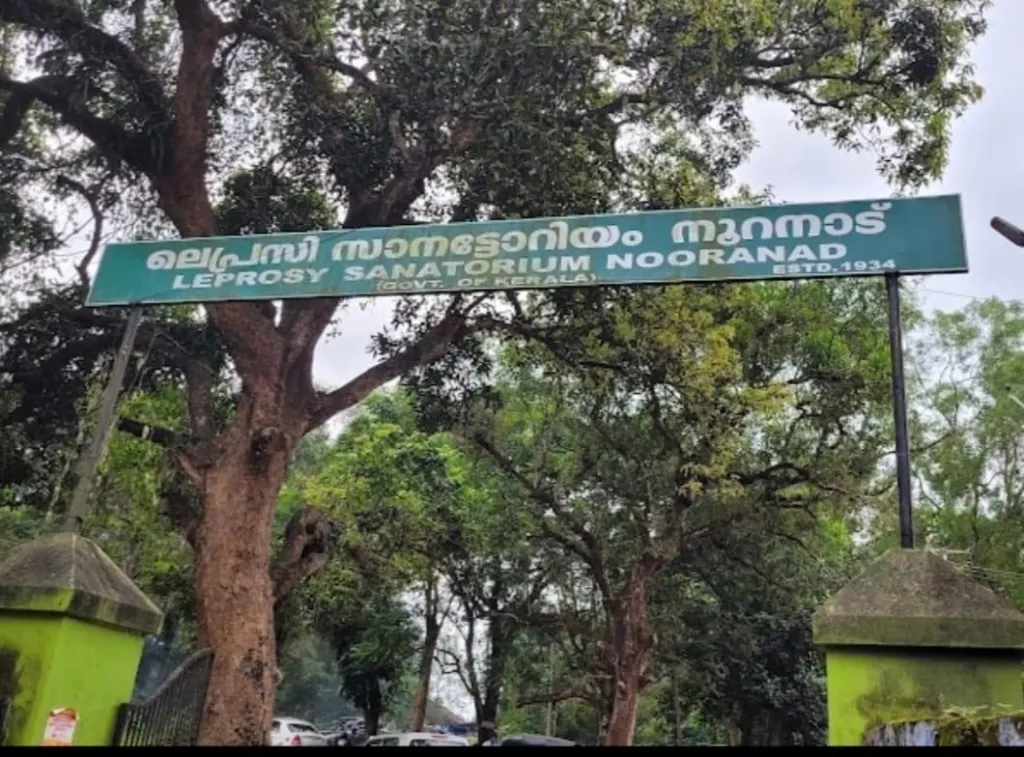 ലെപ്രസി സാനട്ടോറിയം നൂറനാട്
LEPROSY SANATORIUM NOORANAD
(GOVT. OF KERALA)
ESTD.1934